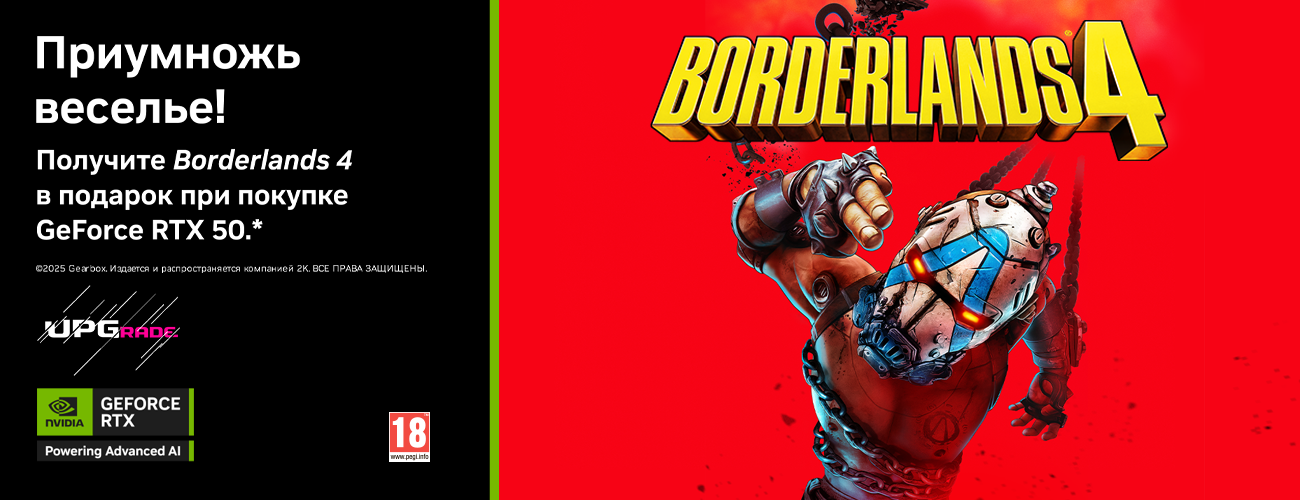 Приумножь
веселье!
Получите Borderlands 4
в подарок при покупке
GeForce RTX 50.*
©2025 Gearbox. Издается и распространяется компанией 2K. ВСЕ ПРАВА ЗАЩИЩЕНЫ.
UPGRADE
NVIDIA
GEFORCE
RTX
Powering Advanced AI
18
www.pegi.info
BORDERLANDS 4